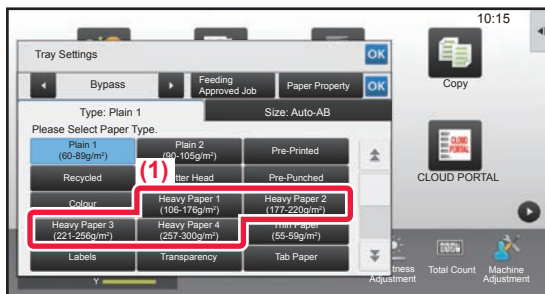 10:15
Tray Settings
OK
Bypass
Feeding
Approved Job
Paper Property
OK
Type: Plain 1
Size: Auto-AB
Please Select Paper Type.
Plain 1
(60-89g/m²)
Plain 2
(90-105g/m²)
Pre-Printed
Recycled
(1)
Head
Pre-Punched
Colour
Heavy Paper 1
(106-176g/m²)
Heavy Paper 2
(177-220g/m²)
Heavy Paper 3
(221-256g/m²)
Heavy Paper 4
(257-300g/m²)
Thin Paper
(55-59g/m²)
Labels
Transparency
Tab Paper
Y
Copy
CLOUD
PORTAL
CLOUD PORTAL
Adjustment
Total Count
Machine
Adjustment